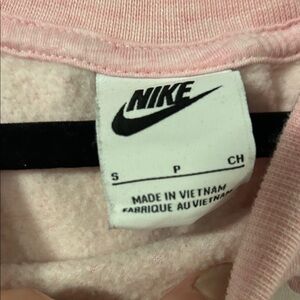 NIKE
S P CH
MADE IN VIETNAM
FABRIQUE AU VIETNAM